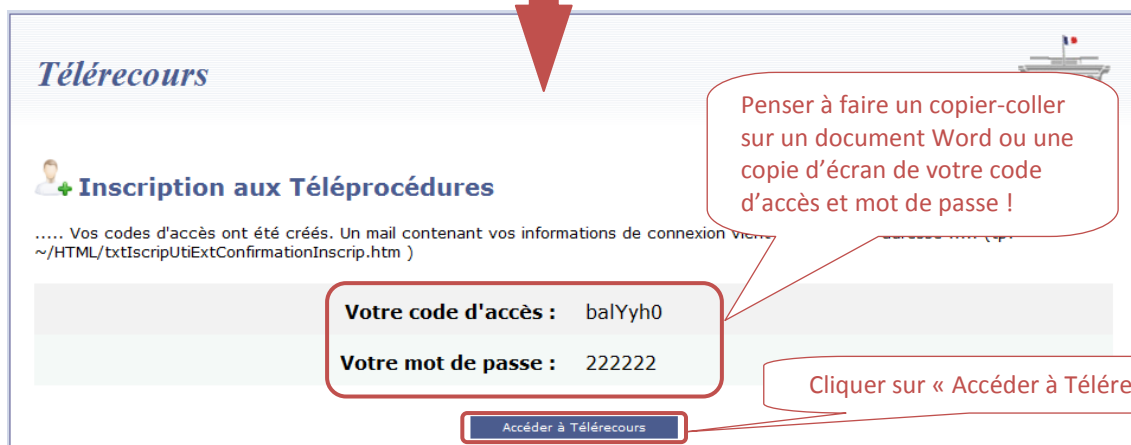 Télérecours
Penser à faire un copier-coller
sur un document Word ou une
copie d’écran de votre code
d’accès et mot de passe !
Inscription aux Téléprocédures
..... Vos codes d'accès ont été créés. Un mail contenant vos informations de connexion vient
~/HTML/txtIscripUtiExtConfirmationInscrip.htm )
Votre code d'accès : balYyh0
Votre mot de passe : 222222
Cliquer sur « Accéder à Télére
Accéder à Télérecours